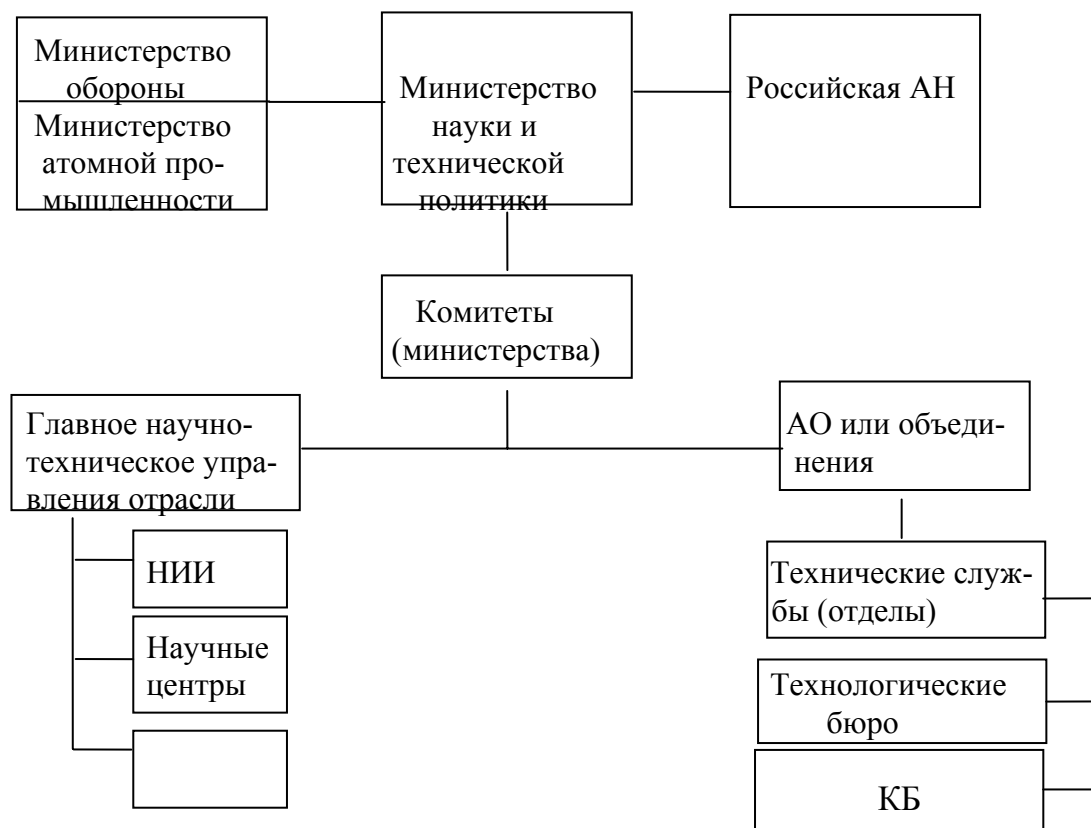 Министерство
обороны
Министерство
атомной про-
мышленности
Министерство
науки и
технической
политики
Российская АН
Комитеты
(министерства)
Главное научно-
техническое упра-
вления отрасли
НИИ
Научные
центры
АО или объеди-
нения
Технические служ-
бы (отделы)
Технологические
бюро
КБ